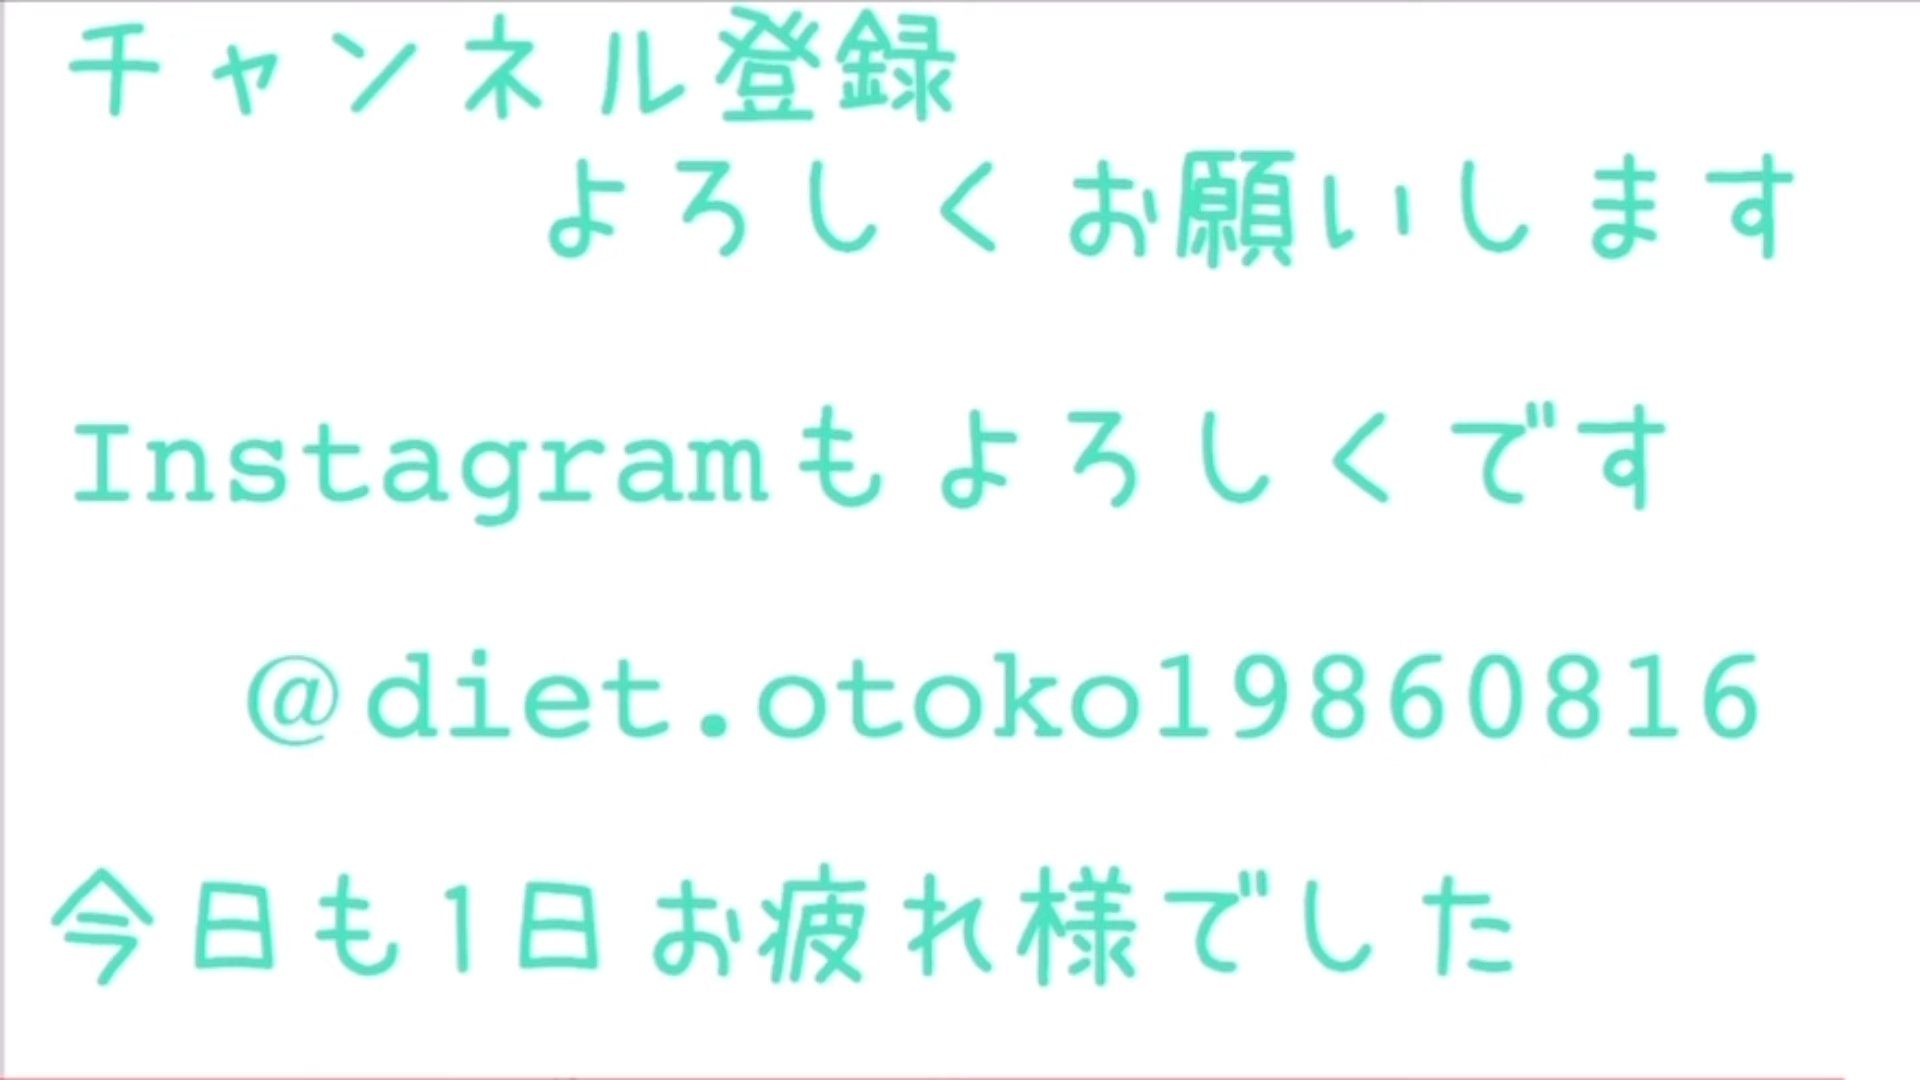 チャンネル登録
よろしくお願いします
Instagramもよろしくです
@diet.otoko19860816
今日も1日お疲れ様でした